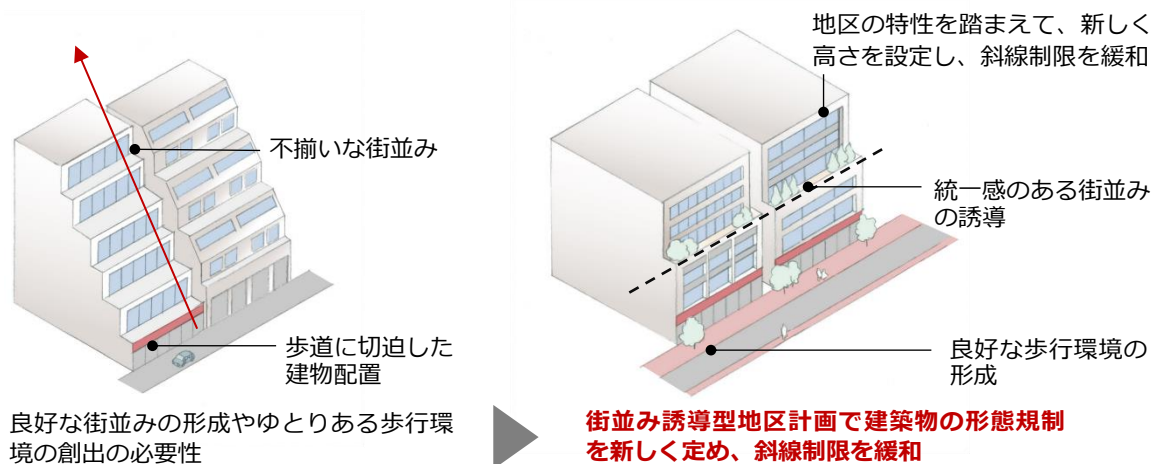 不揃いな街並み
歩道に切迫した
建物配置
良好な街並みの形成やゆとりある歩行環
境の創出の必要性
地区の特性を踏まえて、新しく
高さを設定し、斜線制限を緩和
統一感のある街並み
の誘導
良好な歩行環境の
形成
街並み誘導型地区計画で建築物の形態規制
を新しく定め、斜線制限を緩和